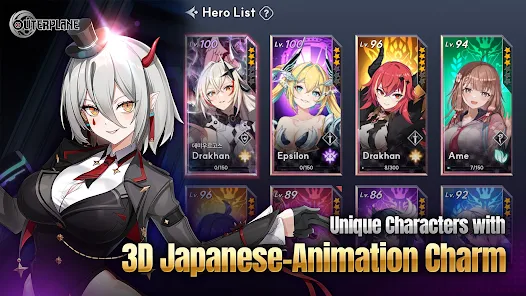 OUTERPLANE
Hero List ?
Lv. 100
Lv. 100
Lv. 96
Lv. 94
데미우르고스
Drakhan
Epsilon
Drakhan
Ame
0/150
0/150
8/300
7/150
Lv. 96
Lv. 89
Lv. 86
Lv. 92
Unique Characters with
3D Japanese-Animation Charm